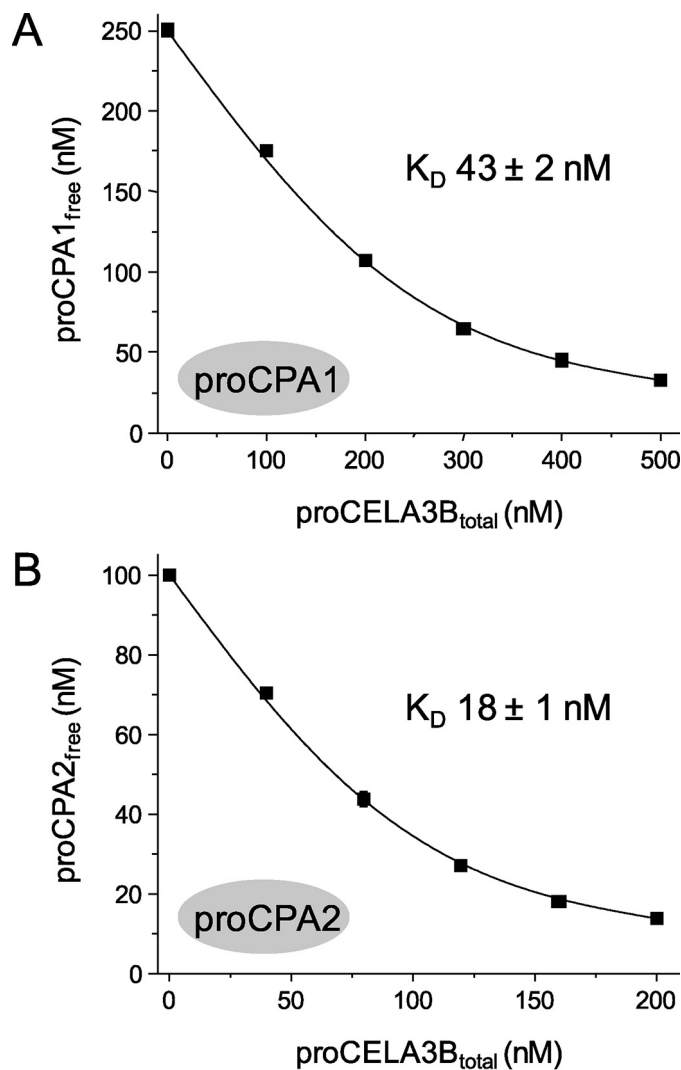 A
250
200
150
100
50
0
proCPA1free (nM)
KD 43 ± 2 nM
proCPA1
0 100 200 300 400 500
proCELA3Btotal (nM)
B
100
80
60
40
20
0
proCPA2free (nM)
KD 18 ± 1 nM
proCPA2
0 50 100 150 200
proCELA3Btotal (nM)